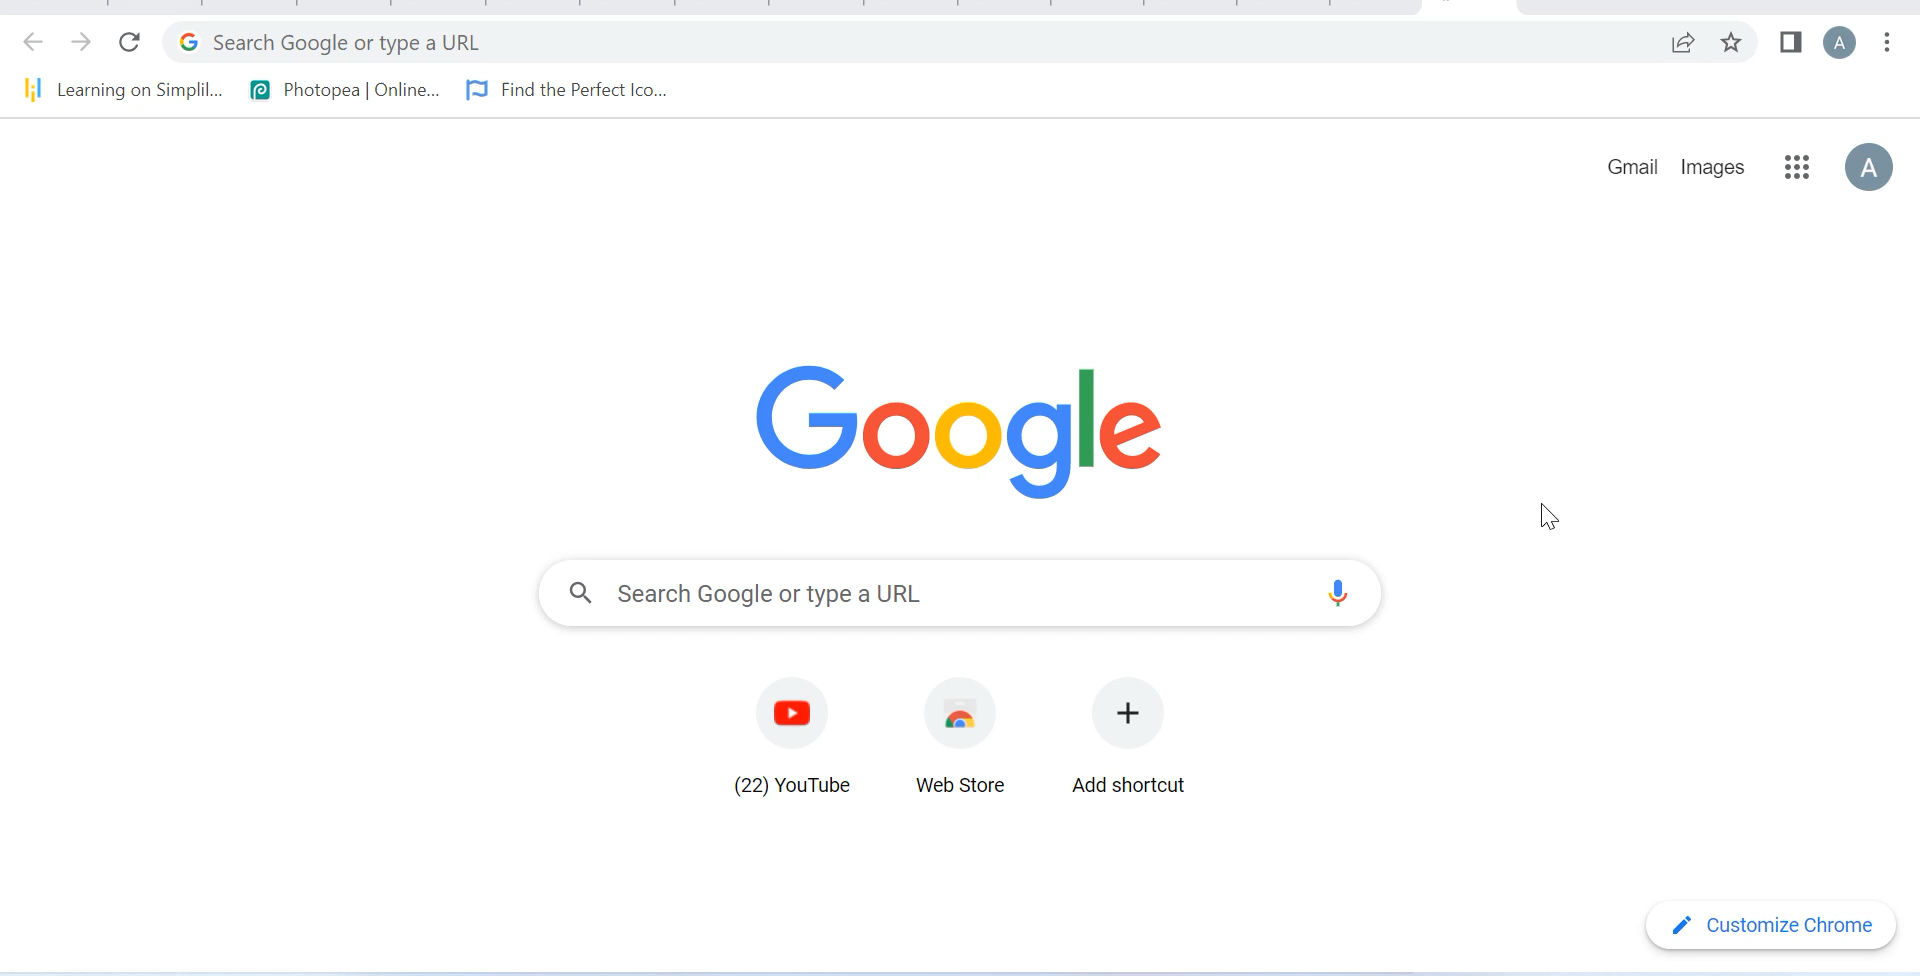 Search Google or type a URL
A
Learning on Simplil... Photopea | Online... Find the Perfect Ico...
Gmail Images A
Google
Search Google or type a URL
(22) YouTube Web Store Add shortcut
Customize Chrome